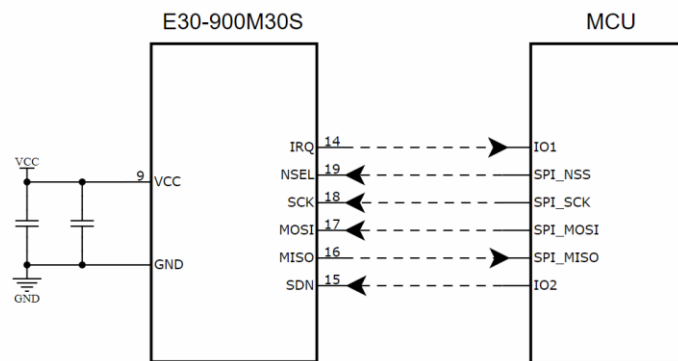 E30-900M30S MCU
IRQ 14 IO1
VCC 9 VCC NSEL 19 SPI_NSS
SCK 18 SPI_SCK
MOSI 17 SPI_MOSI
GND MISO 16 SPI_MISO
GND SDN 15 IO2